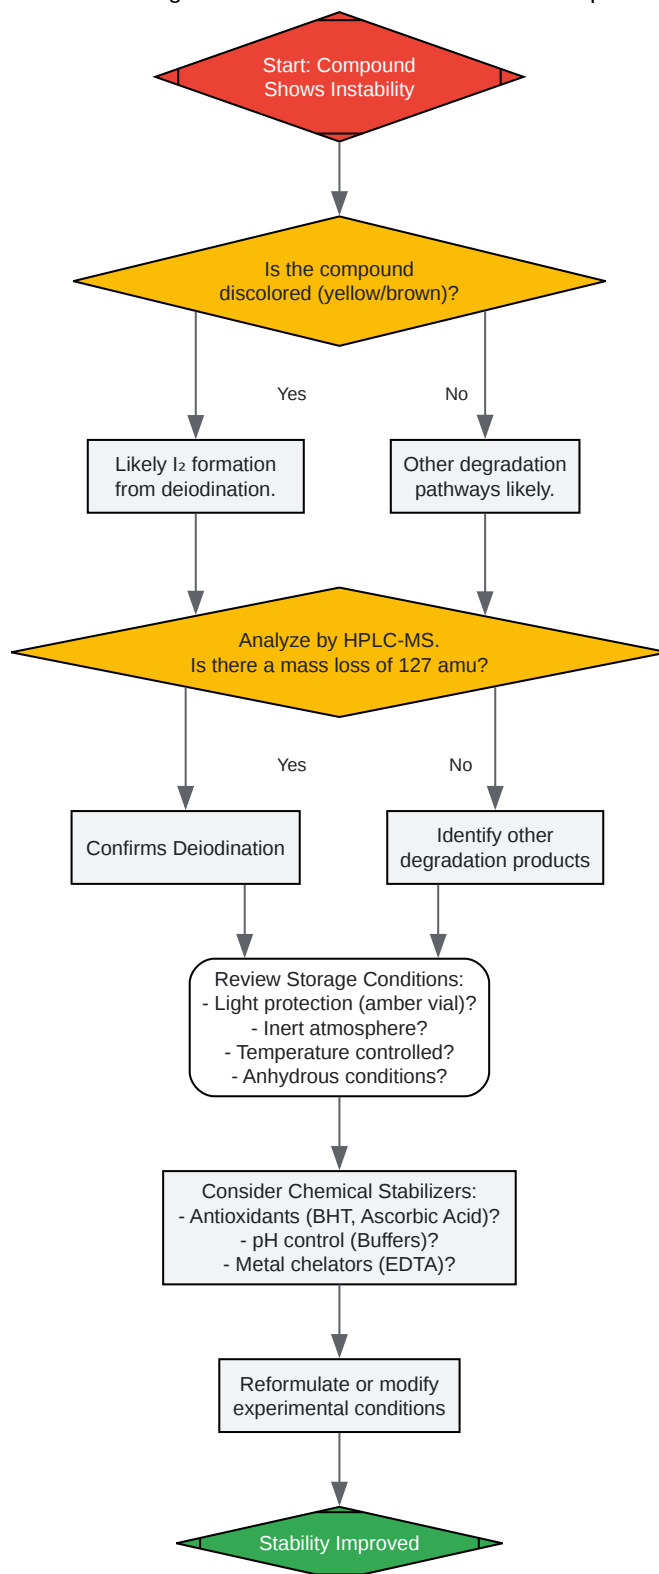 Start: Compound
Shows Instability
Is the compound
discolored (yellow/brown)?
Yes
No
Likely I₂ formation
from deiodination.
Other degradation
pathways likely.
Analyze by HPLC-MS.
Is there a mass loss of 127 amu?
Yes
No
Confirms Deiodination
Identify other
degradation products
Review Storage Conditions:
- Light protection (amber vial)?
- Inert atmosphere?
- Temperature controlled?
- Anhydrous conditions?
Consider Chemical Stabilizers:
- Antioxidants (BHT, Ascorbic Acid)?
- pH control (Buffers)?
- Metal chelators (EDTA)?
Reformulate or modify
experimental conditions
Stability Improved